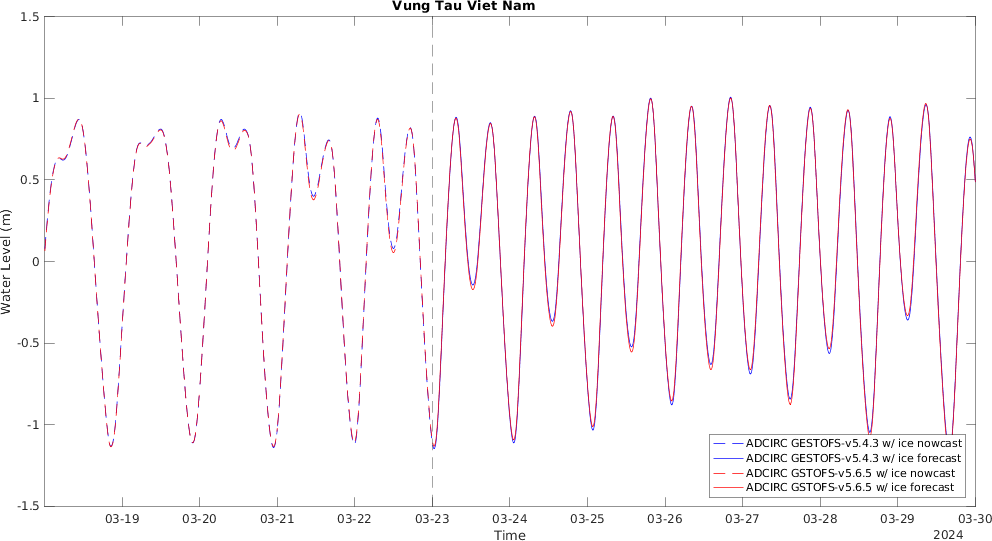 Vung Tau Viet Nam
1.5
1
0.5
0
-0.5
-1
-1.5
Water Level (m)
ADCIRC GESTOFS-v5.4.3 w/ ice nowcast
ADCIRC GESTOFS-v5.4.3 w/ ice forecast
ADCIRC GSTOFS-v5.6.5 w/ ice nowcast
ADCIRC GSTOFS-v5.6.5 w/ ice forecast
03-19 03-20 03-21 03-22 03-23 03-24 03-25 03-26 03-27 03-28 03-29 03-30
Time
2024